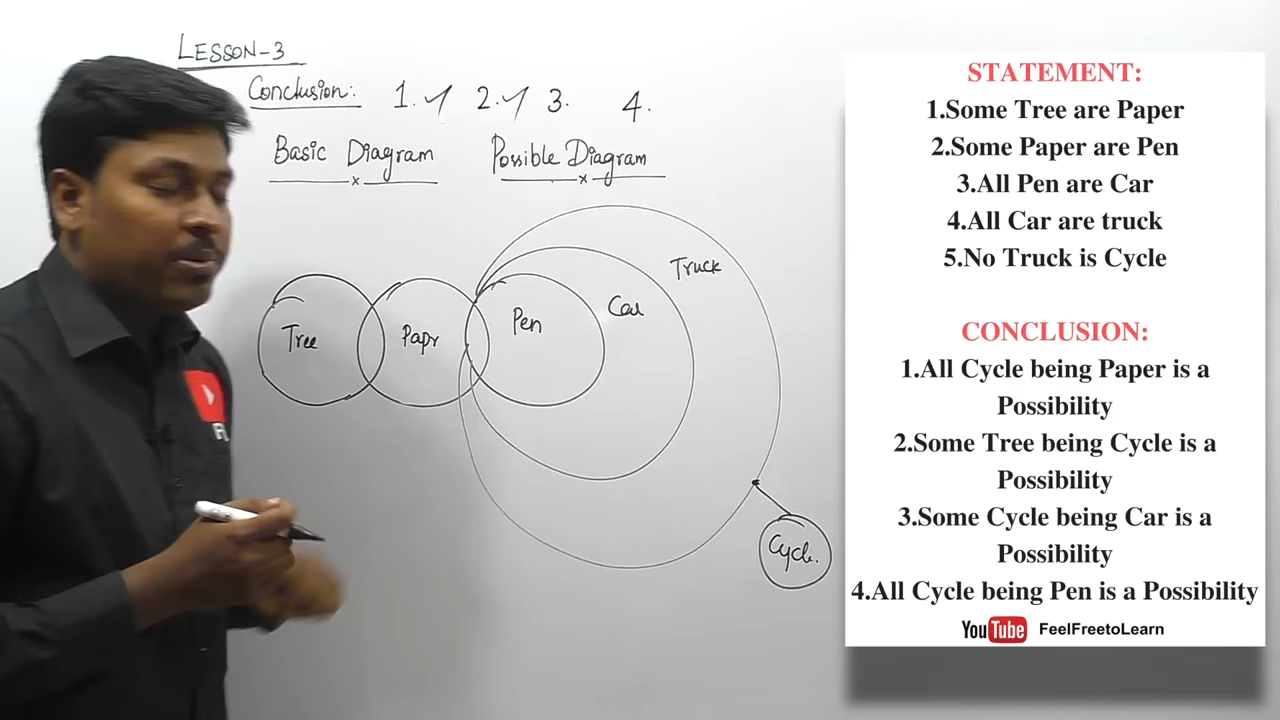 LESSON-3
Conclusion: 1.✓ 2.✓ 3. 4.
Basic Diagram Possible Diagram
Tree
Papr
Pen
Car
Truck
Cycle.
STATEMENT:
1.Some Tree are Paper
2.Some Paper are Pen
3.All Pen are Car
4.All Car are truck
5.No Truck is Cycle
CONCLUSION:
1.All Cycle being Paper is a
Possibility
2.Some Tree being Cycle is a
Possibility
3.Some Cycle being Car is a
Possibility
4.All Cycle being Pen is a Possibility
YouTube FeelFreetoLearn